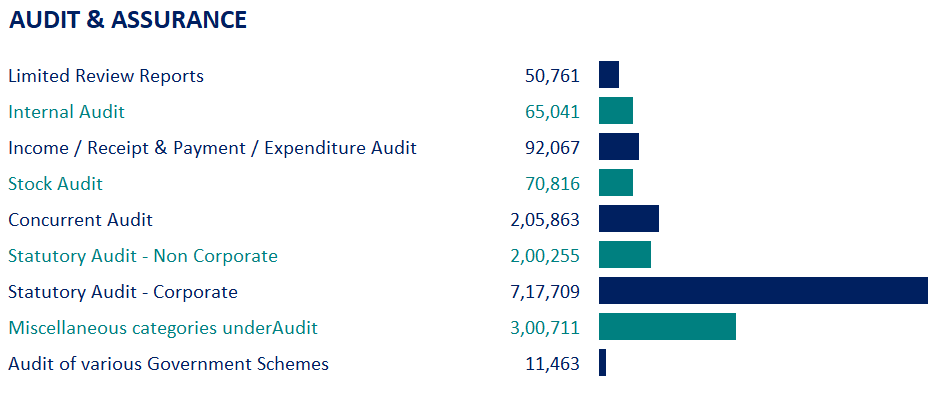 AUDIT & ASSURANCE
Limited Review Reports 50,761
Internal Audit 65,041
Income / Receipt & Payment / Expenditure Audit 92,067
Stock Audit 70,816
Concurrent Audit 2,05,863
Statutory Audit - Non Corporate 2,00,255
Statutory Audit - Corporate 7,17,709
Miscellaneous categories underAudit 3,00,711
Audit of various Government Schemes 11,463